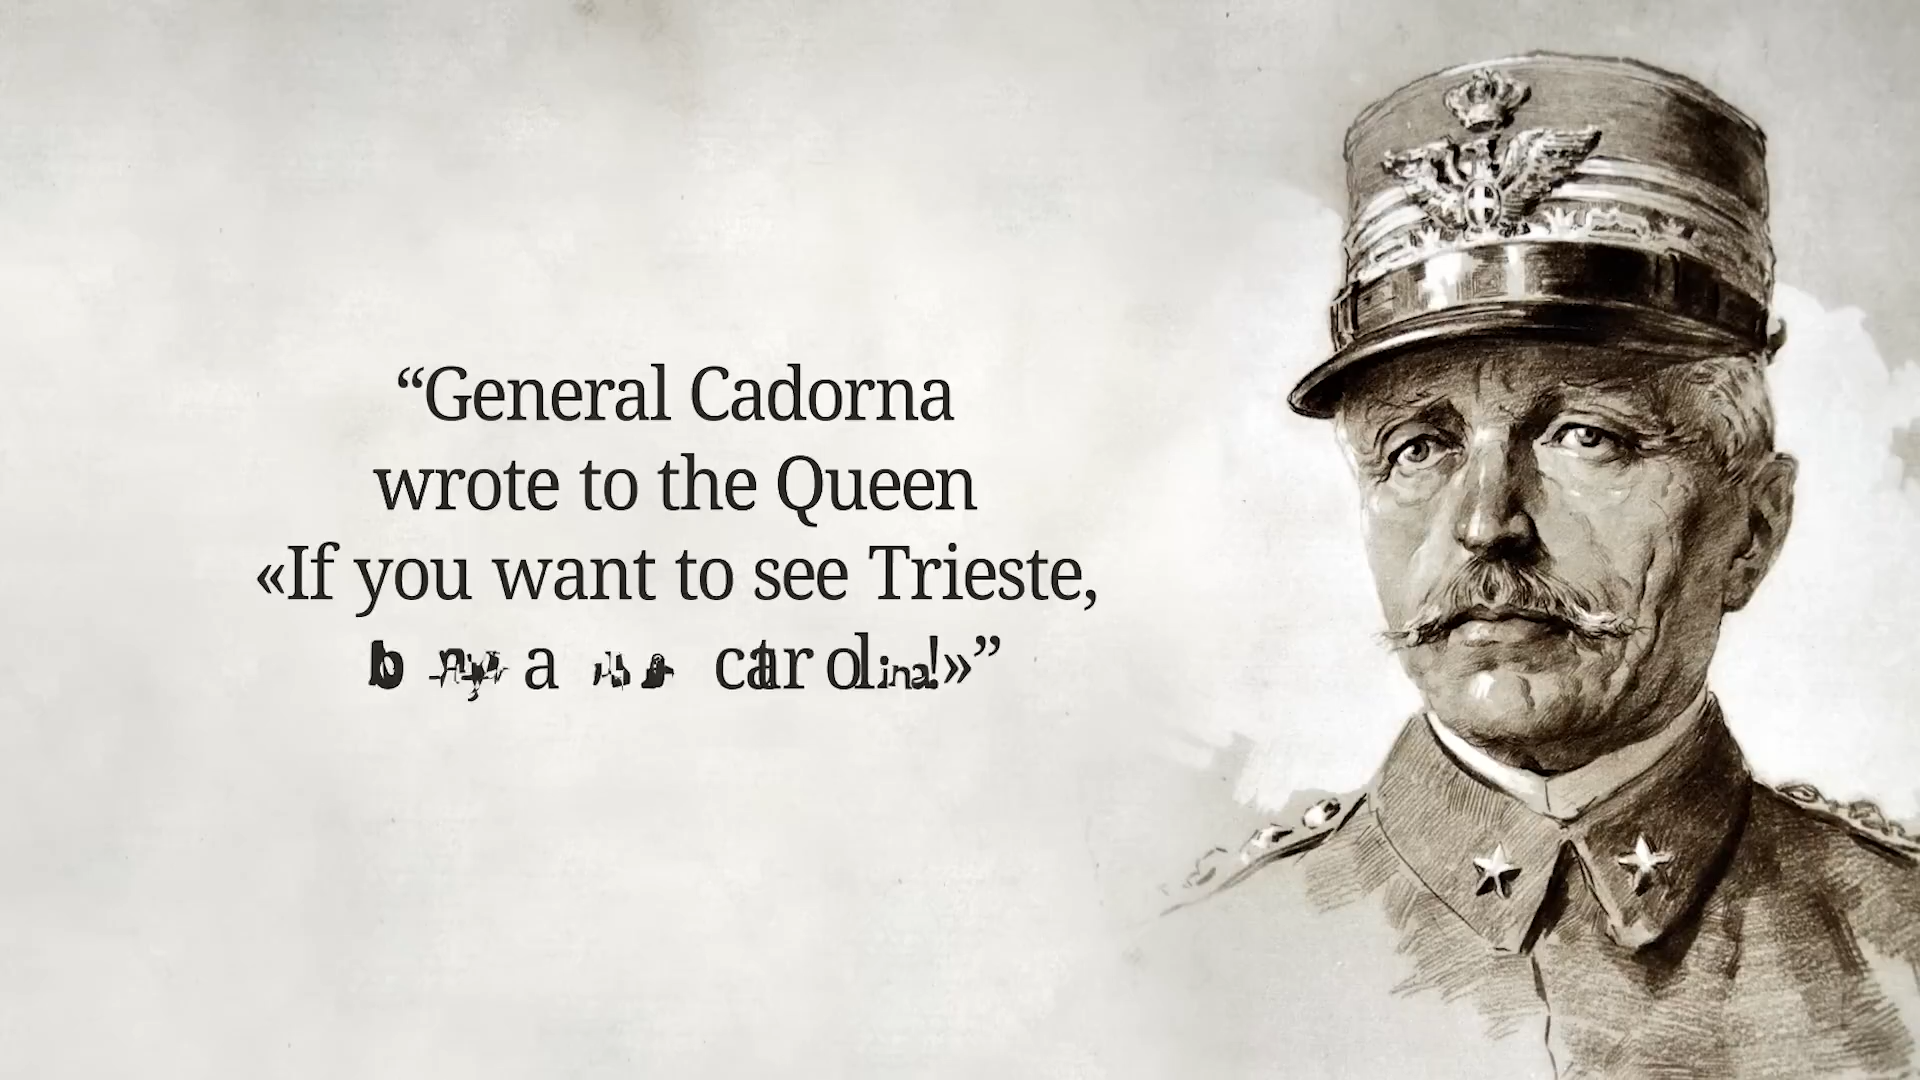 “General Cadorna
wrote to the Queen
«If you want to see Trieste,
a